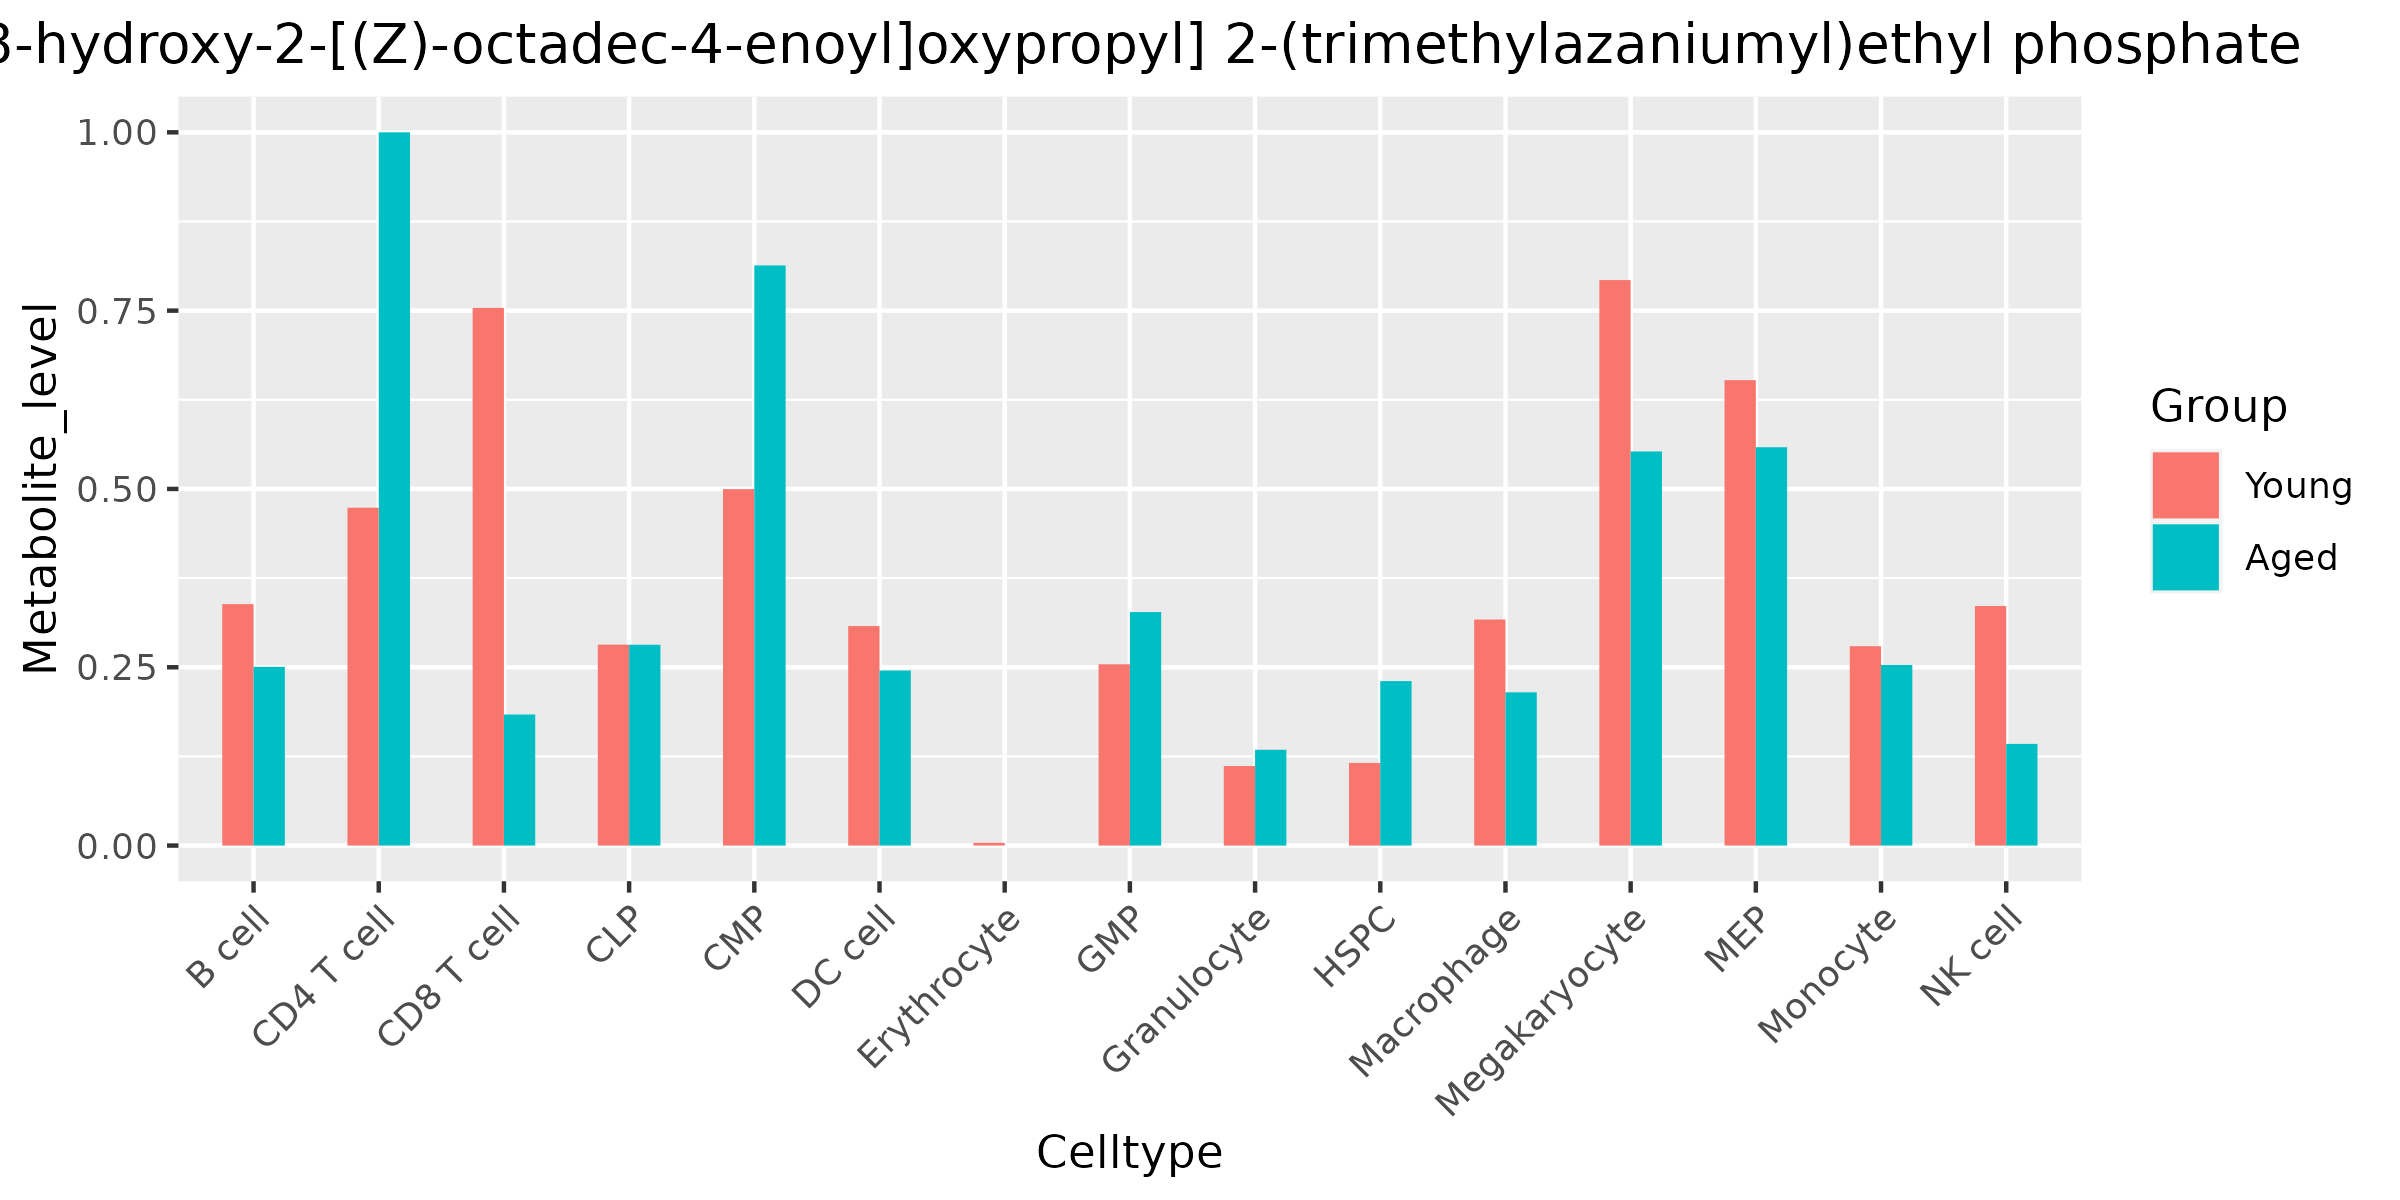 3-hydroxy-2-[(Z)-octadec-4-enoyl]oxypropyl] 2-(trimethylazaniumyl)ethyl phosphate
Metabolite_level
1.00
0.75
0.50
0.25
0.00
B cell
CD4 T cell
CD8 T cell
CLP
CMP
DC cell
Erythrocyte
GMP
Granulocyte
HSPC
Macrophage
Megakaryocyte
MEP
Monocyte
NK cell
Celltype
Group
Young
Aged